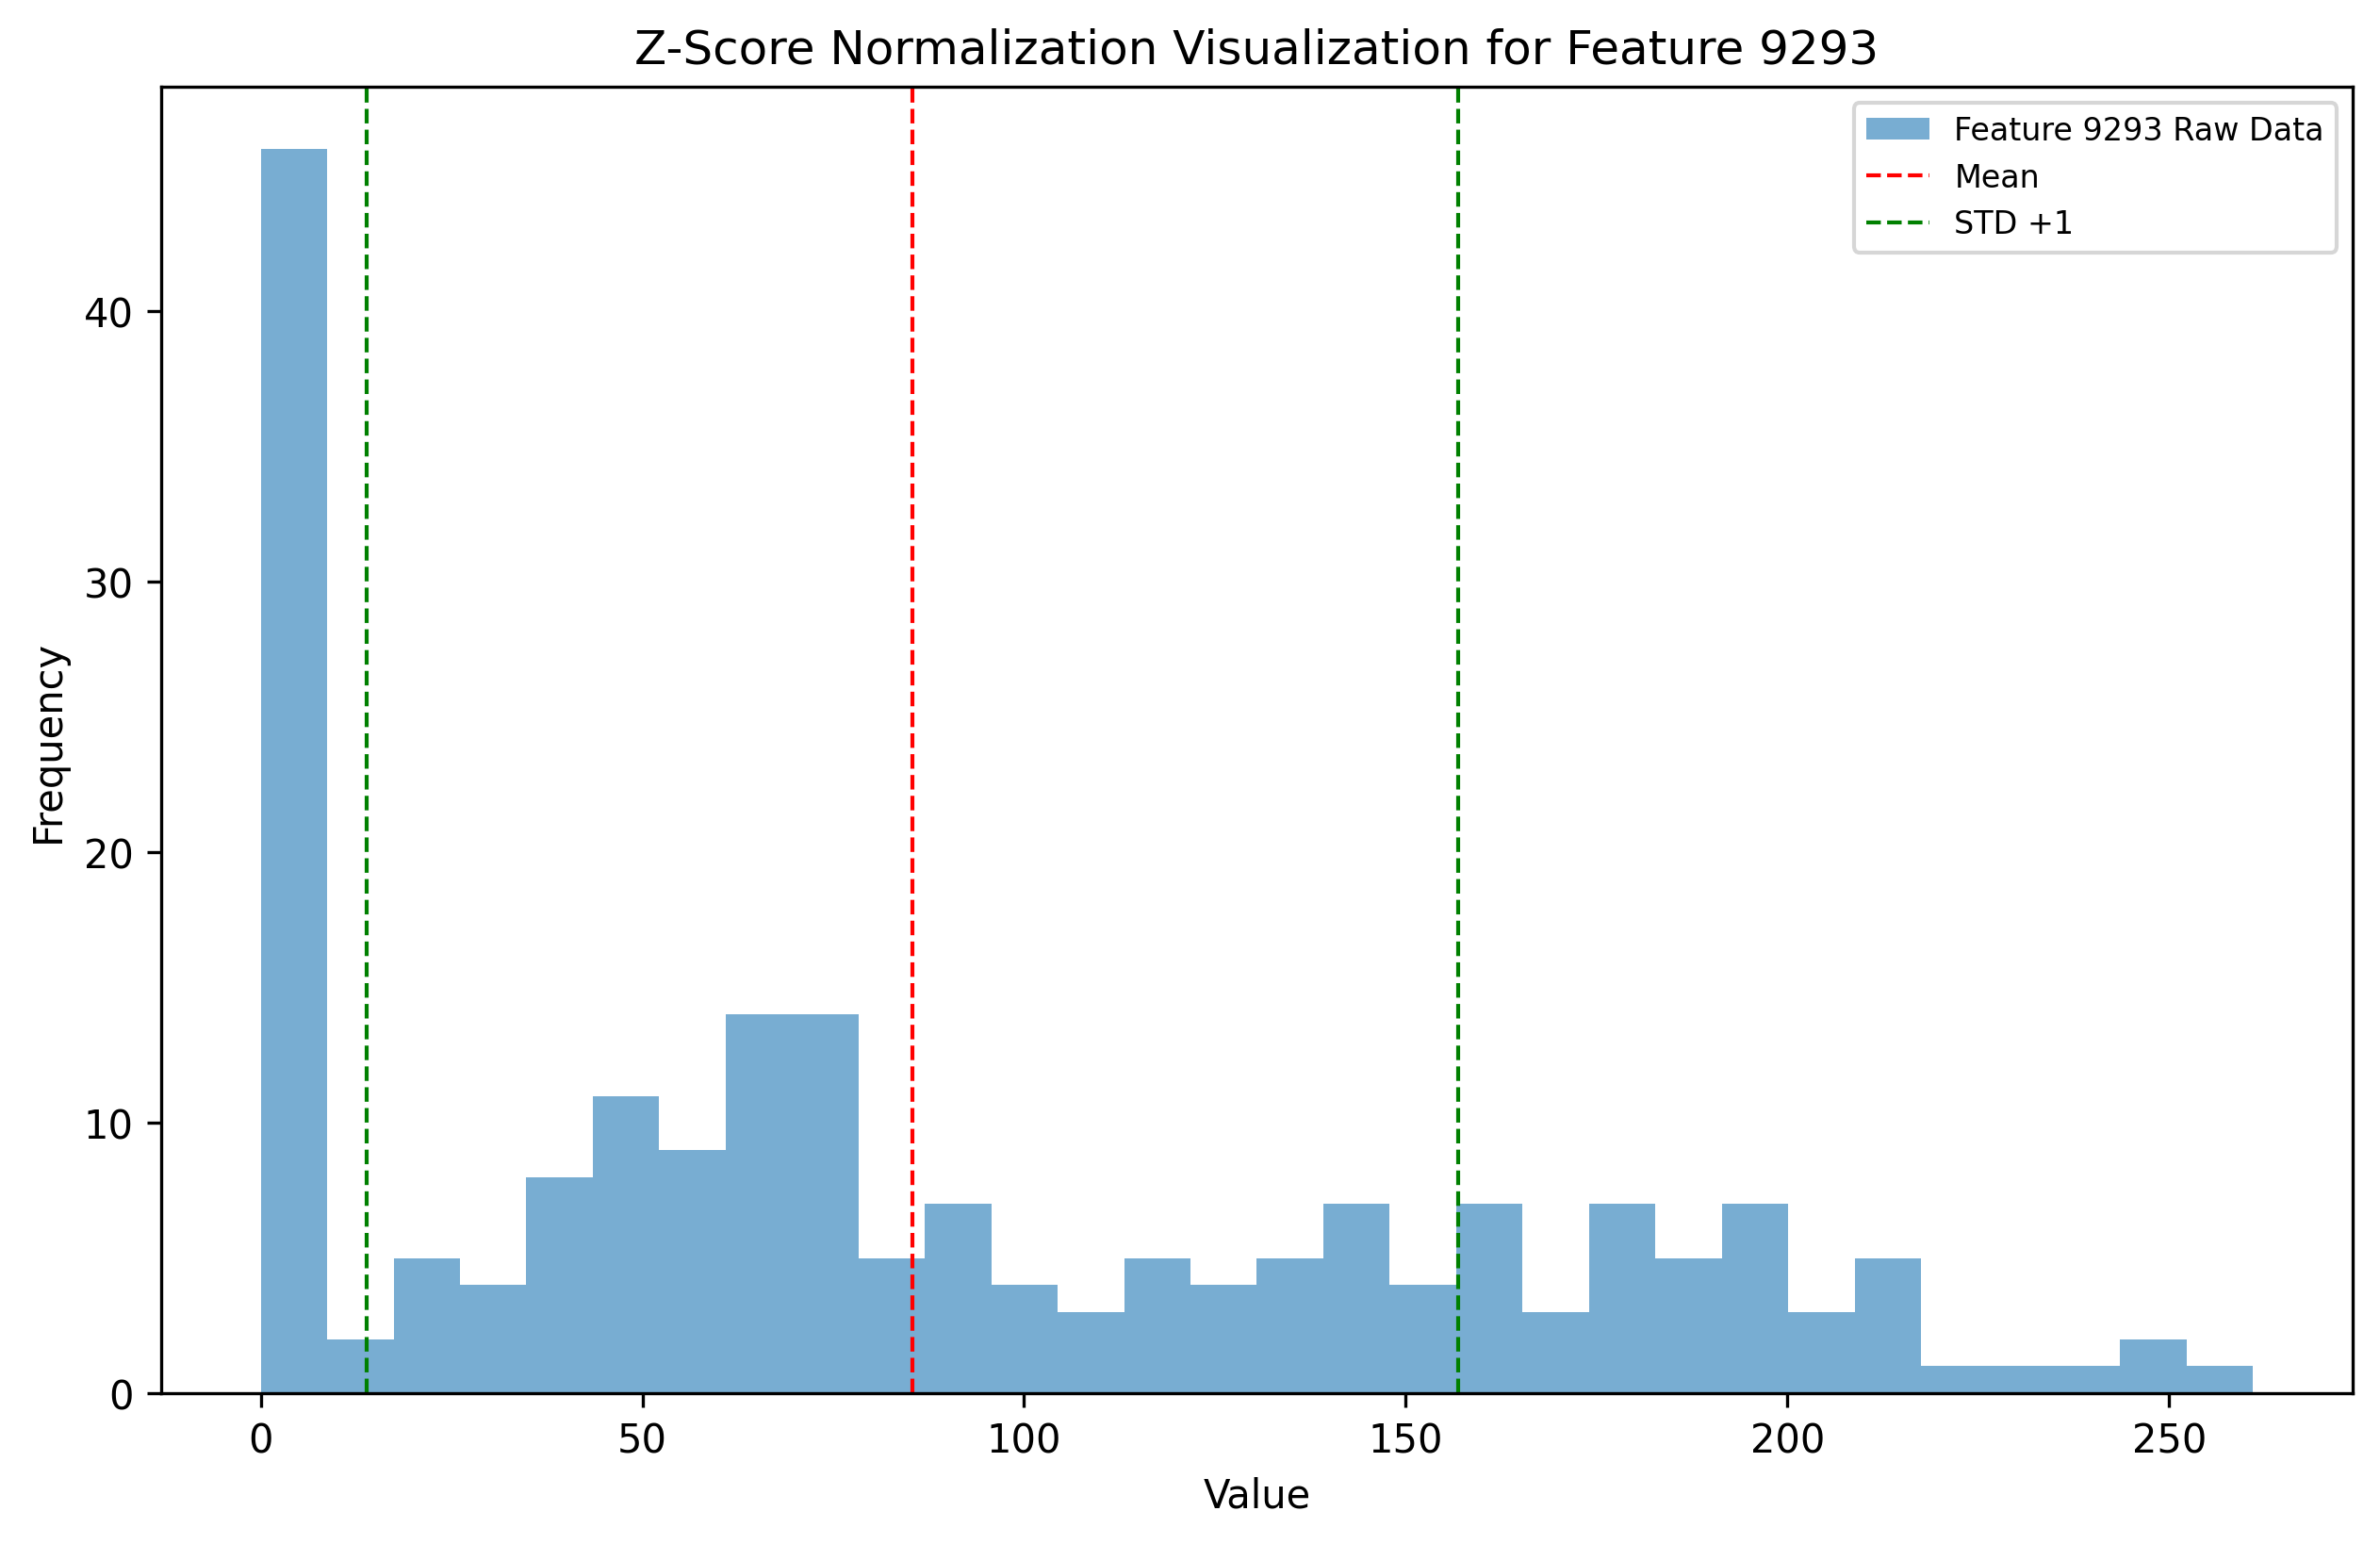 Z-Score Normalization Visualization for Feature 9293
Feature 9293 Raw Data
Mean
STD +1
Frequency
40
30
20
10
0
0 50 100 150 200 250
Value